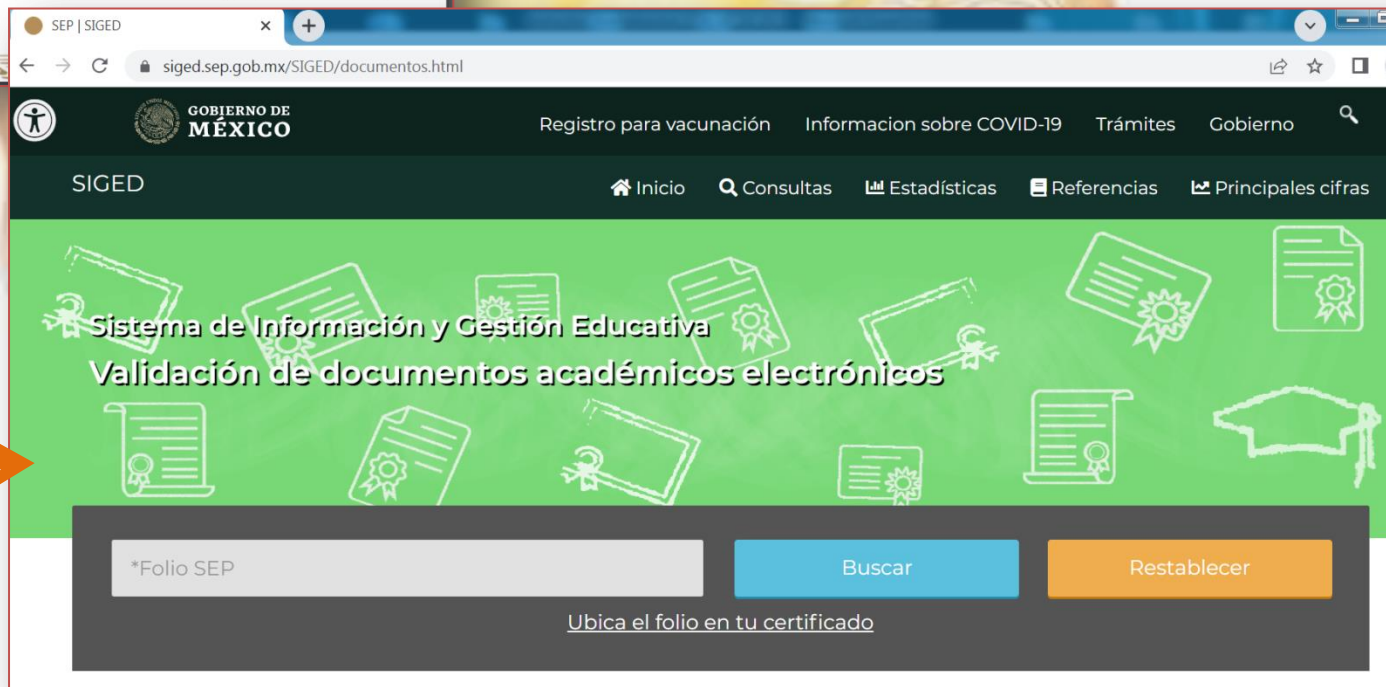 SEP | SIGED
siged.sep.gob.mx/SIGED/documentos.html
GOBIERNO DE
MÉXICO
Registro para vacunación Informacion sobre COVID-19 Trámites Gobierno
SIGED
Inicio Consultas Estadísticas Referencias Principales cifras
Sistema de Información y Gestión Educativa
Validación de documentos académicos electrónicos
*Folio SEP
Buscar
Restablecer
Ubica el folio en tu certificado